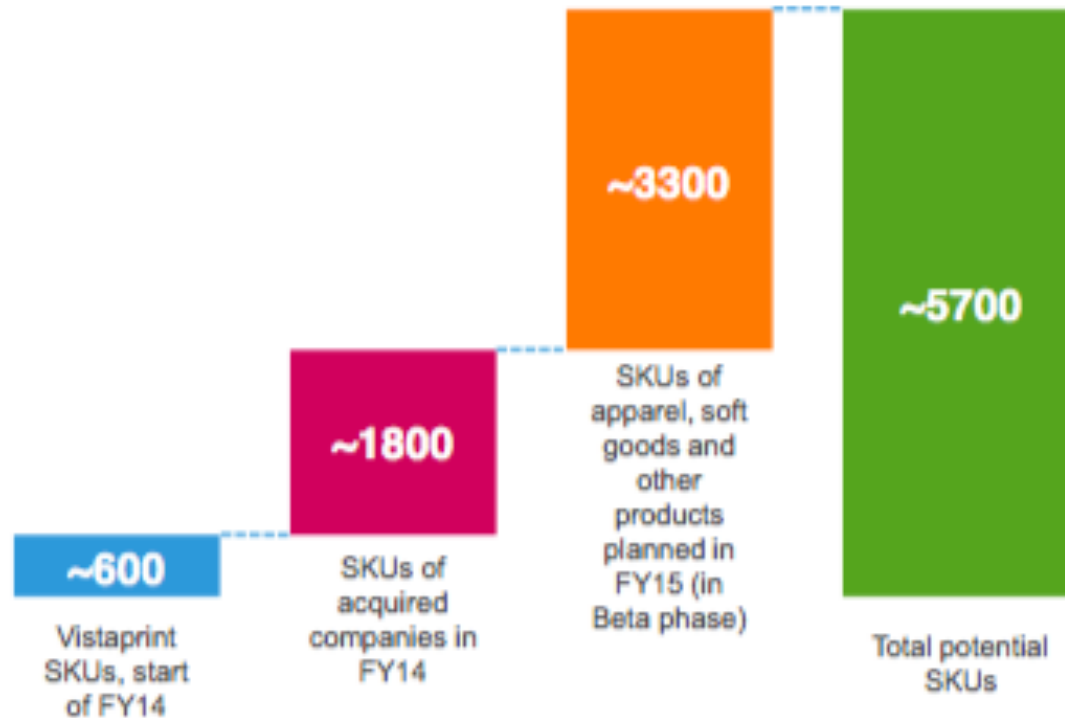 ~600
Vistaprint
SKUs, start
of FY14
~1800
SKUs of
acquired
companies in
FY14
~3300
SKUs of
apparel, soft
goods and
other
products
planned in
FY15 (in
Beta phase)
~5700
Total potential
SKUs